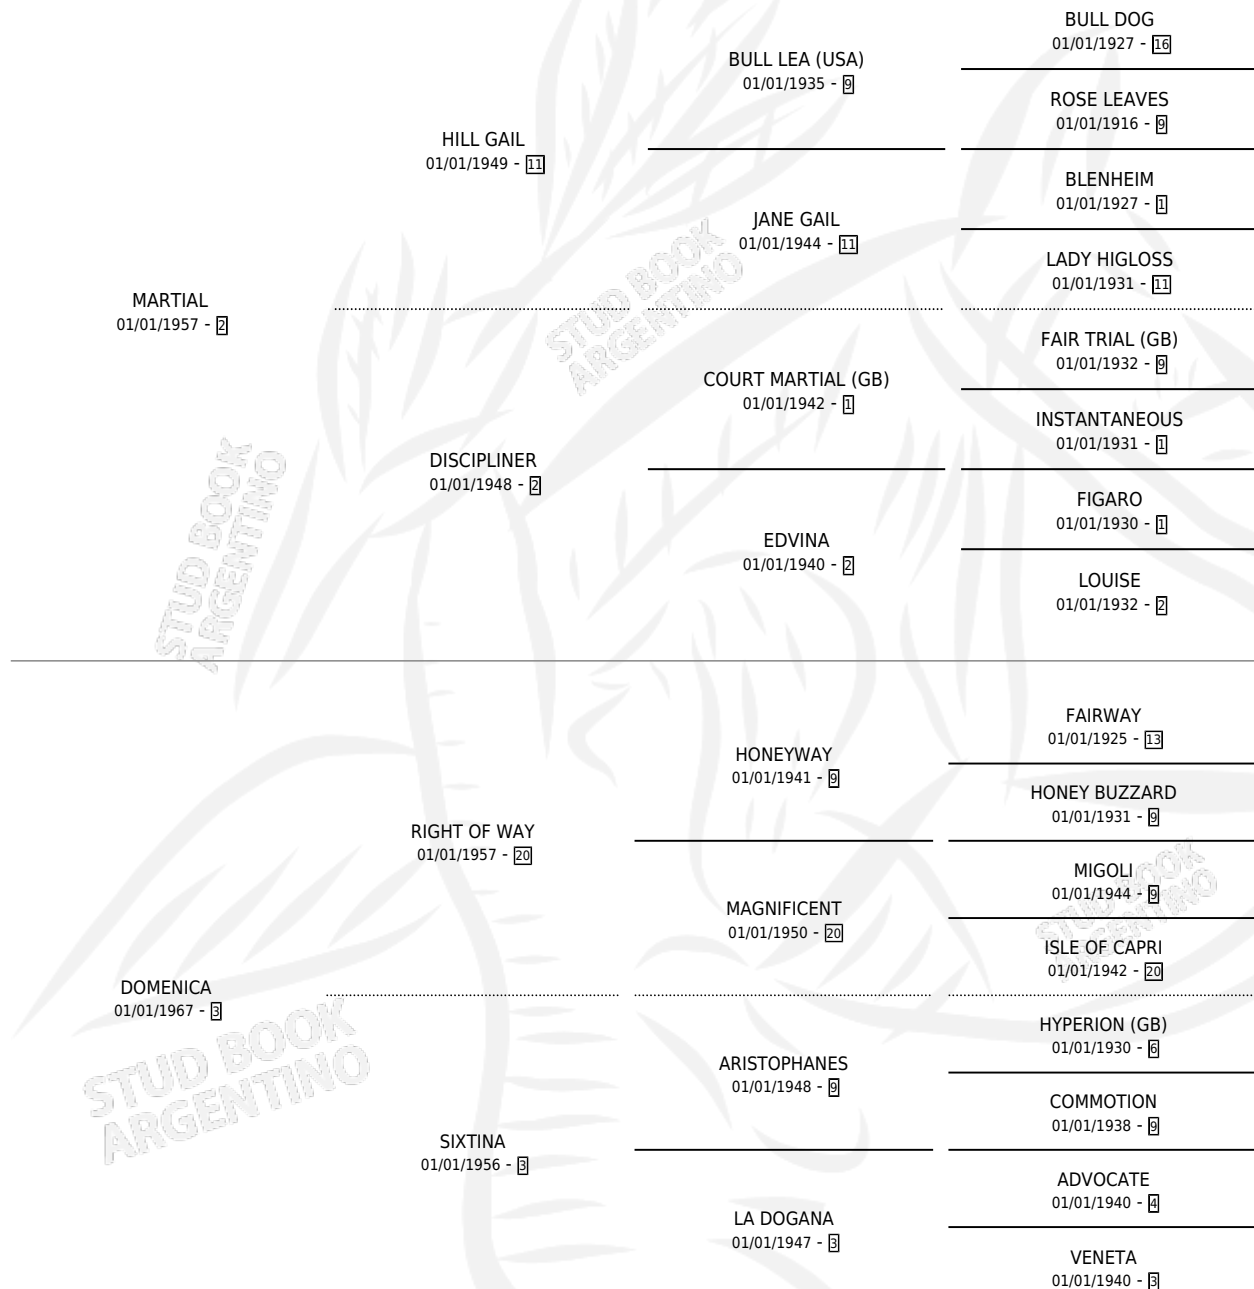 BULL DOG
01/01/1927 - 16
BULL LEA (USA)
01/01/1935 - 9
ROSE LEAVES
01/01/1916 - 9
HILL GAIL
01/01/1949 - 11
BLENHEIM
01/01/1927 - 1
JANE GAIL
01/01/1944 - 11
LADY HIGLOSS
01/01/1931 - 11
MARTIAL
01/01/1957 - 2
FAIR TRIAL (GB)
01/01/1932 - 9
COURT MARTIAL (GB)
01/01/1942 - 1
INSTANTANEOUS
01/01/1931 - 1
DISCIPLINER
01/01/1948 - 2
FIGARO
01/01/1930 - 1
EDVINA
01/01/1940 - 2
LOUISE
01/01/1932 - 2
FAIRWAY
01/01/1925 - 13
HONEYWAY
01/01/1941 - 9
HONEY BUZZARD
01/01/1931 - 9
RIGHT OF WAY
01/01/1957 - 20
MIGOLI
01/01/1944 - 9
MAGNIFICENT
01/01/1950 - 20
ISLE OF CAPRI
01/01/1942 - 20
DOMENICA
01/01/1967 - 3
HYPERION (GB)
01/01/1930 - 6
ARISTOPHANES
01/01/1948 - 9
COMMOTION
01/01/1938 - 9
SIXTINA
01/01/1956 - 3
ADVOCATE
01/01/1940 - 4
LA DOGANA
01/01/1947 - 3
VENETA
01/01/1940 - 3
STUD BOOK
ARGENTINO
STUD BOOK
ARGENTINO
STUD BOOK
ARGENTINO
STUD BOOK
ARGENTINO